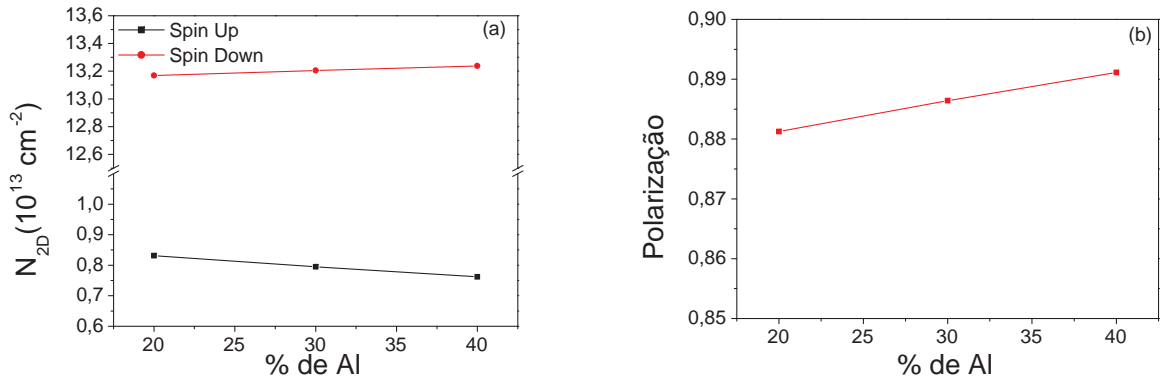 (a)
Spin Up
Spin Down
13,6
13,4
13,2
13,0
12,8
12,6
1,0
0,9
0,8
0,7
0,6
N2D(10^13 cm^-2)
20 25 30 35 40
% de Al
(b)
0,90
0,89
0,88
0,87
0,86
0,85
Polarização
20 25 30 35 40
% de Al